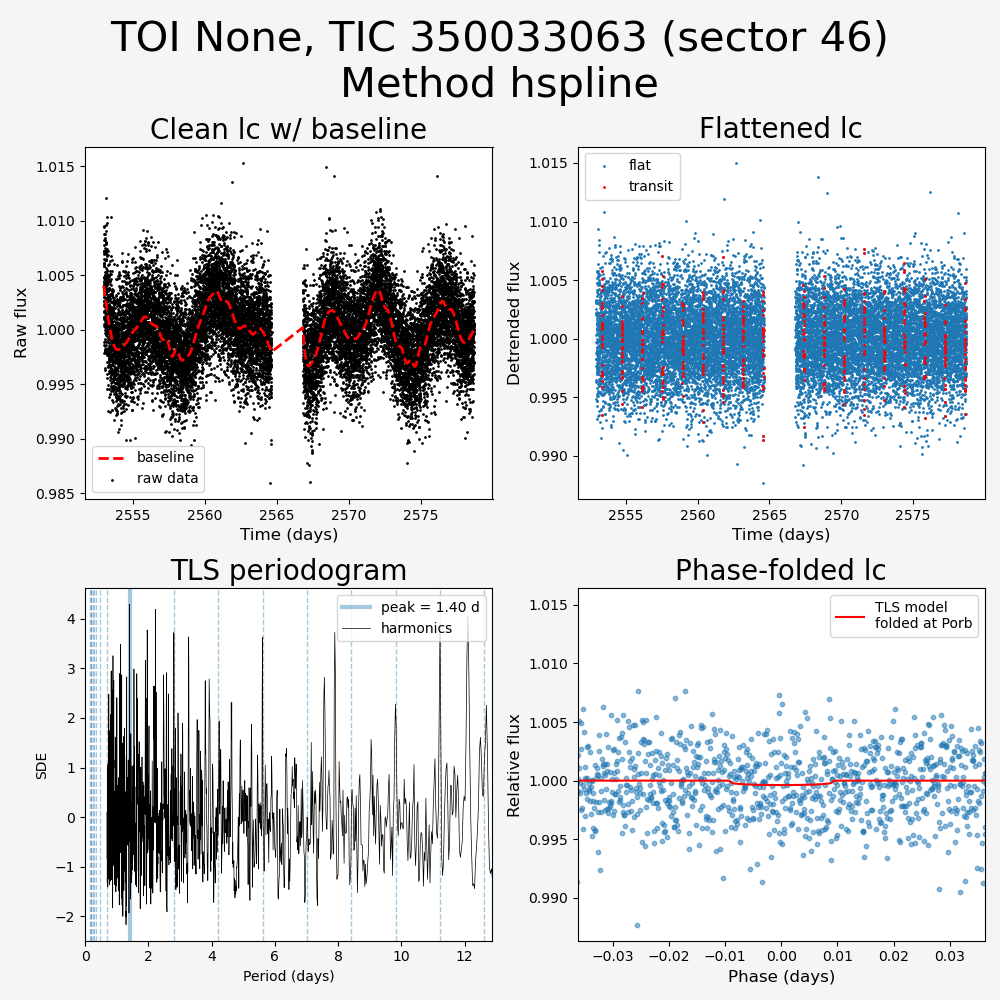 TOI None, TIC 350033063 (sector 46)
Method hspline
Clean lc w/ baseline
Raw flux
1.015
1.010
1.005
1.000
0.995
0.990
0.985
baseline
raw data
2555 2560 2565 2570 2575
Time (days)
Flattened lc
Detrended flux
1.015
1.010
1.005
1.000
0.995
0.990
flat
transit
2555 2560 2565 2570 2575
Time (days)
TLS periodogram
SDE
4
3
2
1
0
−1
−2
peak = 1.40 d
harmonics
0 2 4 6 8 10 12
Period (days)
Phase-folded lc
Relative flux
1.015
1.010
1.005
1.000
0.995
0.990
TLS model
folded at Porb
−0.03 −0.02 −0.01 0.00 0.01 0.02 0.03
Phase (days)